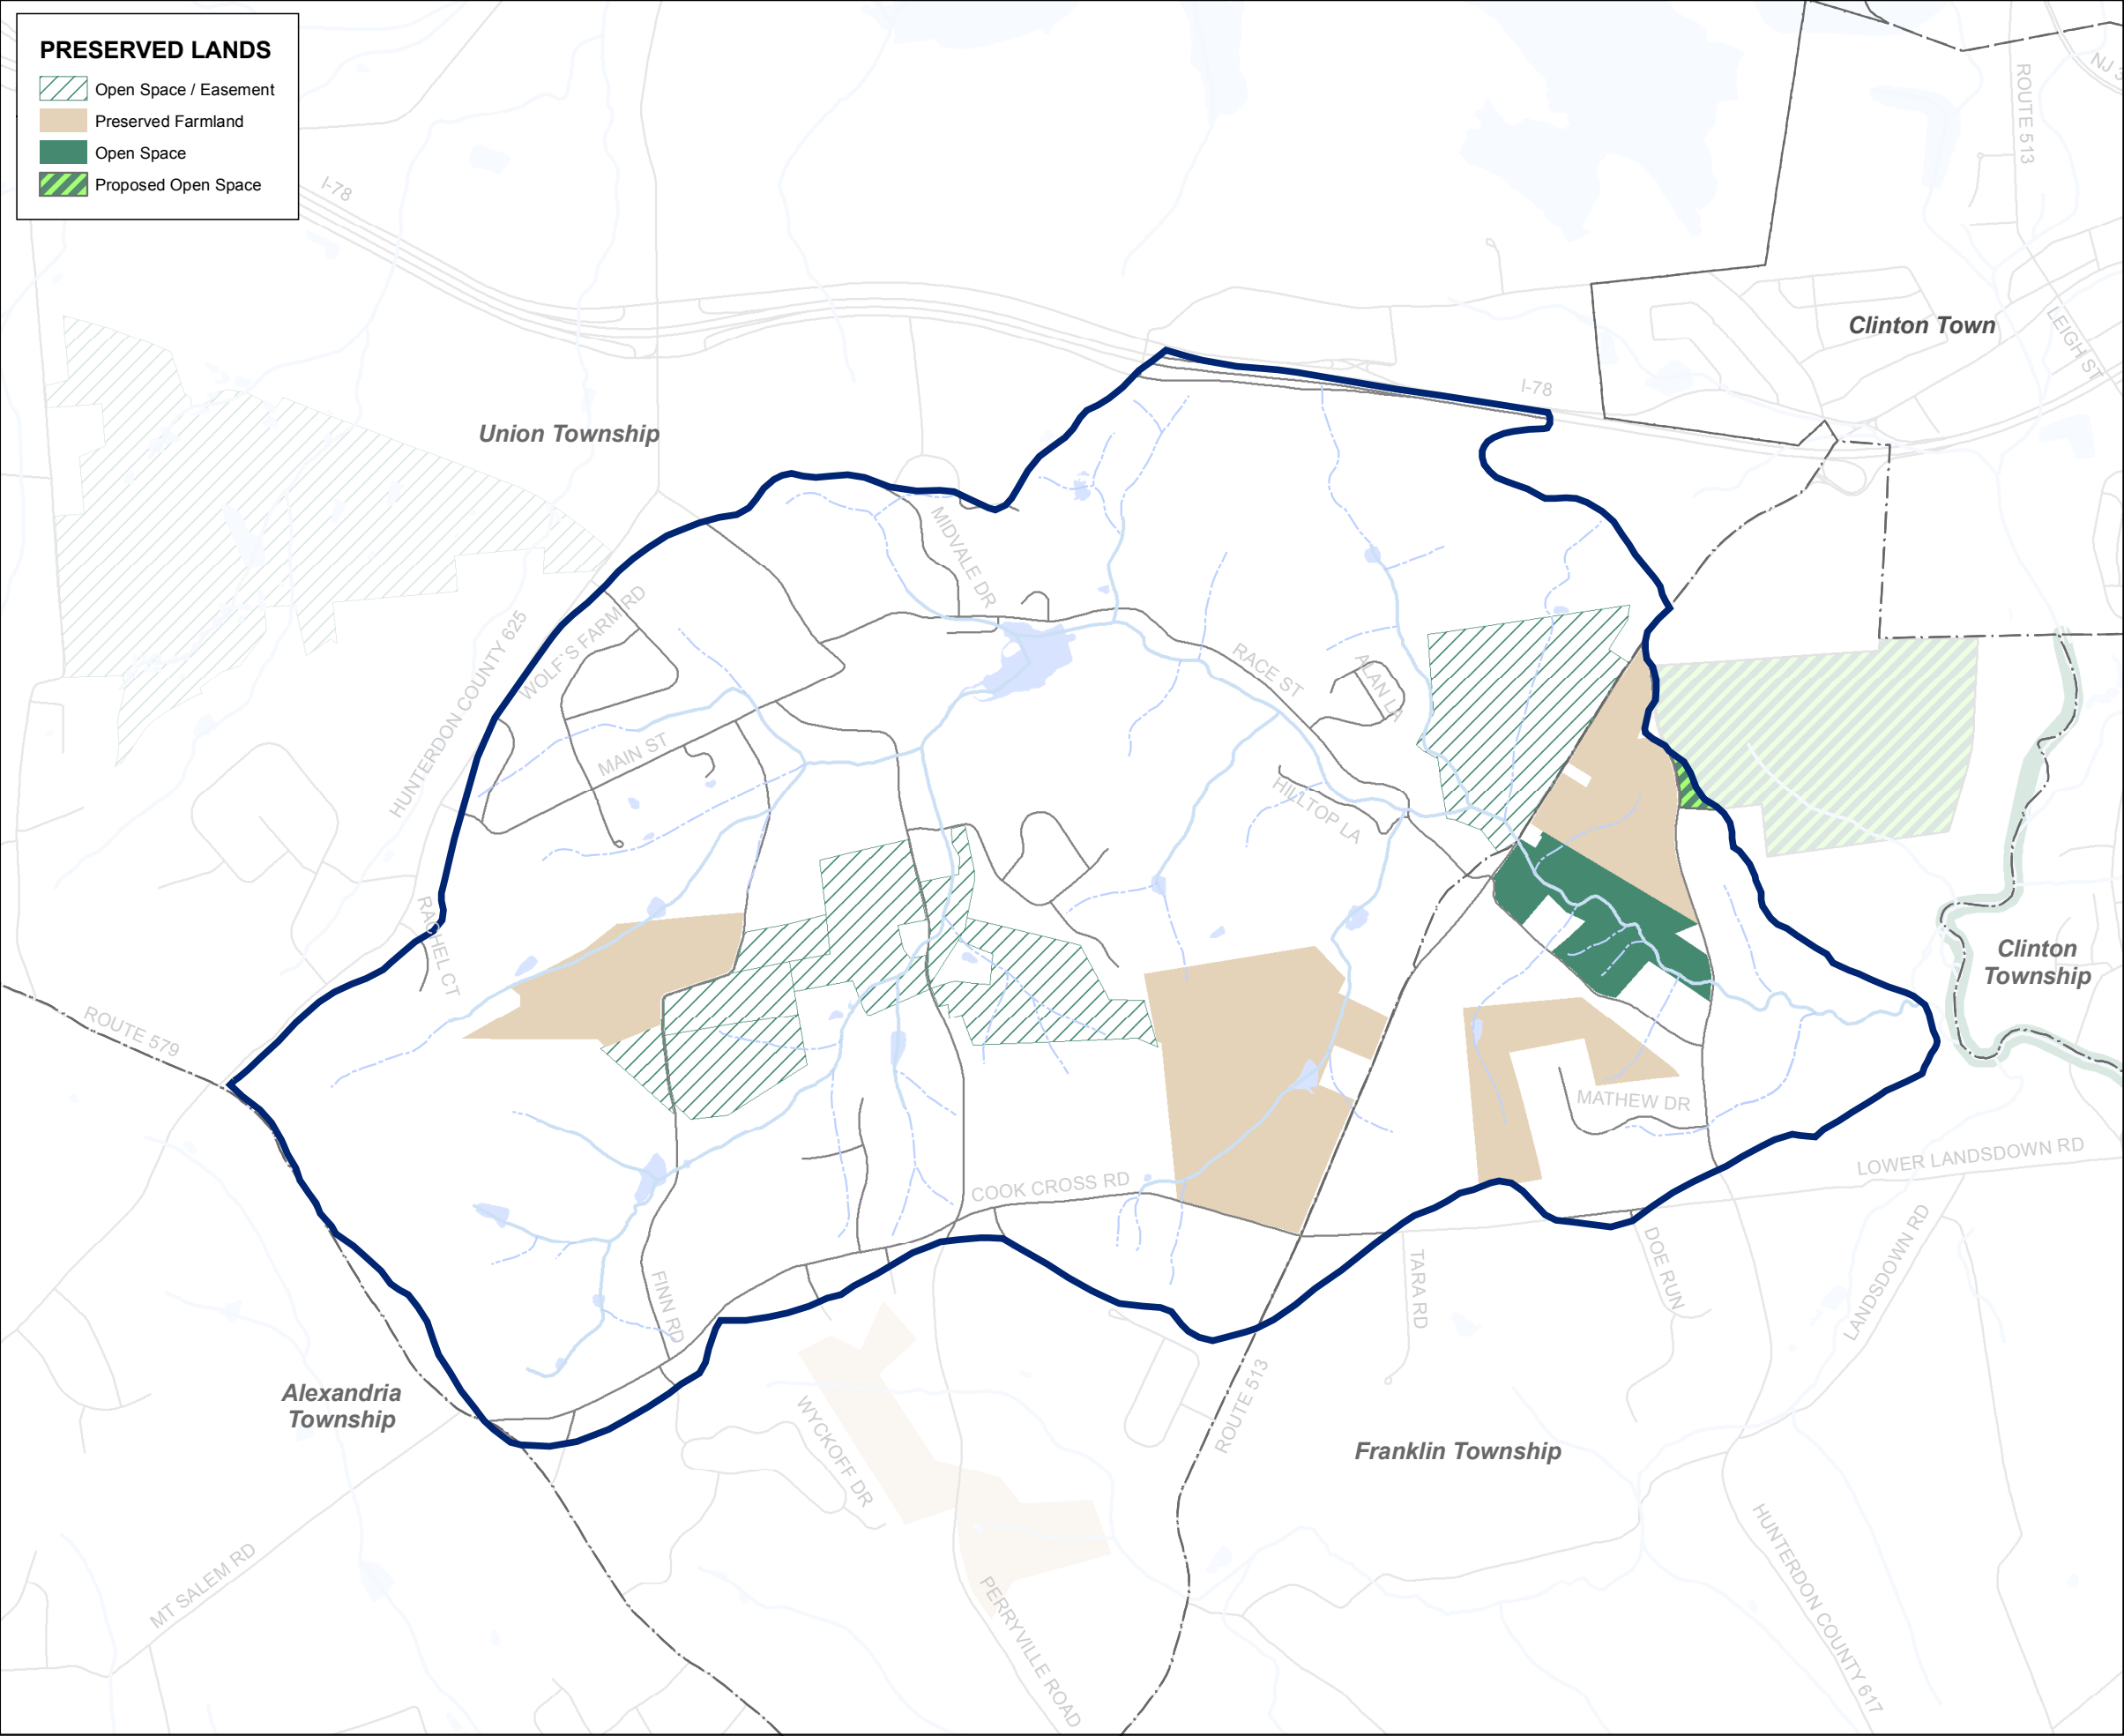 PRESERVED LANDS
Open Space / Easement
Preserved Farmland
Open Space
Proposed Open Space
I-78
ROUTE 513
NJ 3
Clinton Town
LEIGH ST
I-78
Union Township
MIDVALE DR
WOLF'S FARM RD
HUNTERDON COUNTY 625
RACE ST
ALAN LA
MAIN ST
HILLTOP LA
RACHEL CT
Clinton
Township
ROUTE 579
MATHEW DR
COOK CROSS RD
LOWER LANDSDOWN RD
FINN RD
TARA RD
DOE RUN
LANDSDOWN RD
Alexandria
Township
WYCKOFF DR
ROUTE 513
Franklin Township
MT SALEM RD
PERRYVILLE ROAD
HUNTERDON COUNTY 617